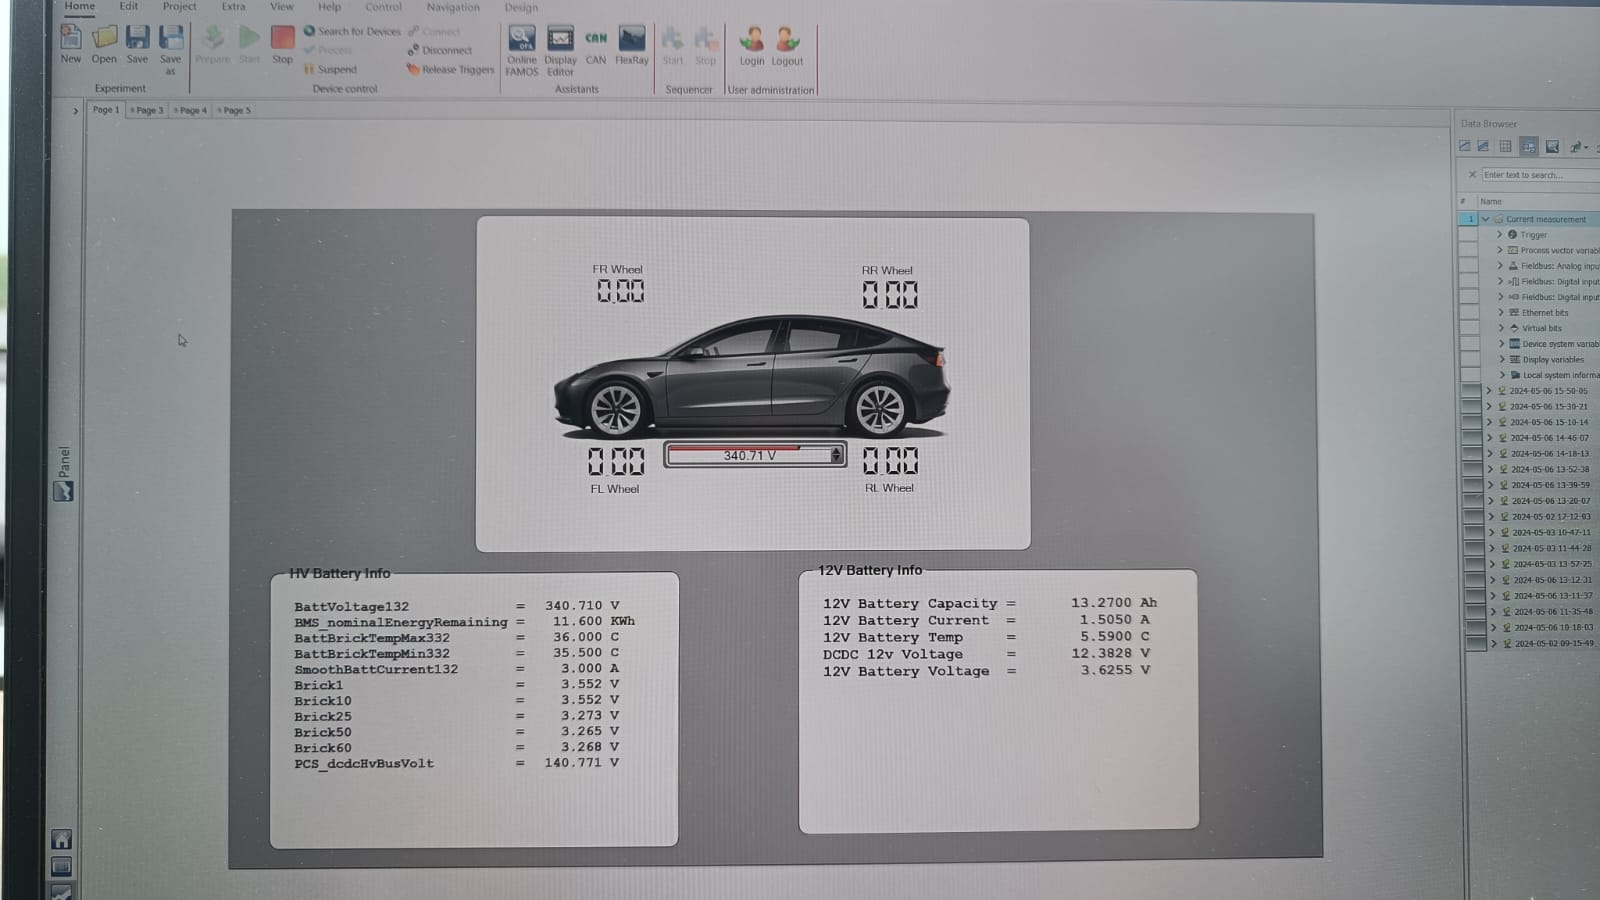 Home Edit Project Extra View Help Control Navigation Design
New Open Save Save as
Experiment
Prepare Start Stop
Search for Devices
Process
Suspend
Connect
Disconnect
Release Triggers
Device control
Online FAMOS
Display Editor
CAN
CAN
FlexRay
Assistants
Start Stop
Sequencer
Login Logout
User administration
Page 1 Page 3 Page 4 Page 5
Panel
FR Wheel
0.00
RR Wheel
0.00
0.00
FL Wheel
340.71 V
0.00
RL Wheel
HV Battery Info
BattVoltage132 = 340.710 V
BMS_nominalEnergyRemaining = 11.600 KWh
BattBrickTempMax332 = 36.000 C
BattBrickTempMin332 = 35.500 C
SmoothBattCurrent132 = 3.000 A
Brick1 = 3.552 V
Brick10 = 3.552 V
Brick25 = 3.273 V
Brick50 = 3.265 V
Brick60 = 3.268 V
PCS_dcdcHvBusVolt = 140.771 V
12V Battery Info
12V Battery Capacity = 13.2700 Ah
12V Battery Current = 1.5050 A
12V Battery Temp = 5.5900 C
DCDC 12v Voltage = 12.3828 V
12V Battery Voltage = 3.6255 V
Data Browser
Enter text to search...
# Name
1 Current measurement
Trigger
Process vector variabl
Fieldbus: Analog inpu
Fieldbus: Digital input
Fieldbus: Digital input
Ethernet bits
Virtual bits
Device system variab
Display variables
Local system informa
2024-05-06 15-50-06
2024-05-06 15-30-21
2024-05-06 15-10-14
2024-05-06 14-46-07
2024-05-06 14-18-13
2024-05-06 13-52-38
2024-05-06 13-39-59
2024-05-06 13-20-07
2024-05-02 17-12-03
2024-05-03 10-47-11
2024-05-03 11-44-28
2024-05-03 13-57-25
2024-05-06 13-12-31
2024-05-06 13-11-37
2024-05-06 11-35-48
2024-05-06 10-18-03
2024-05-02 09-15-49